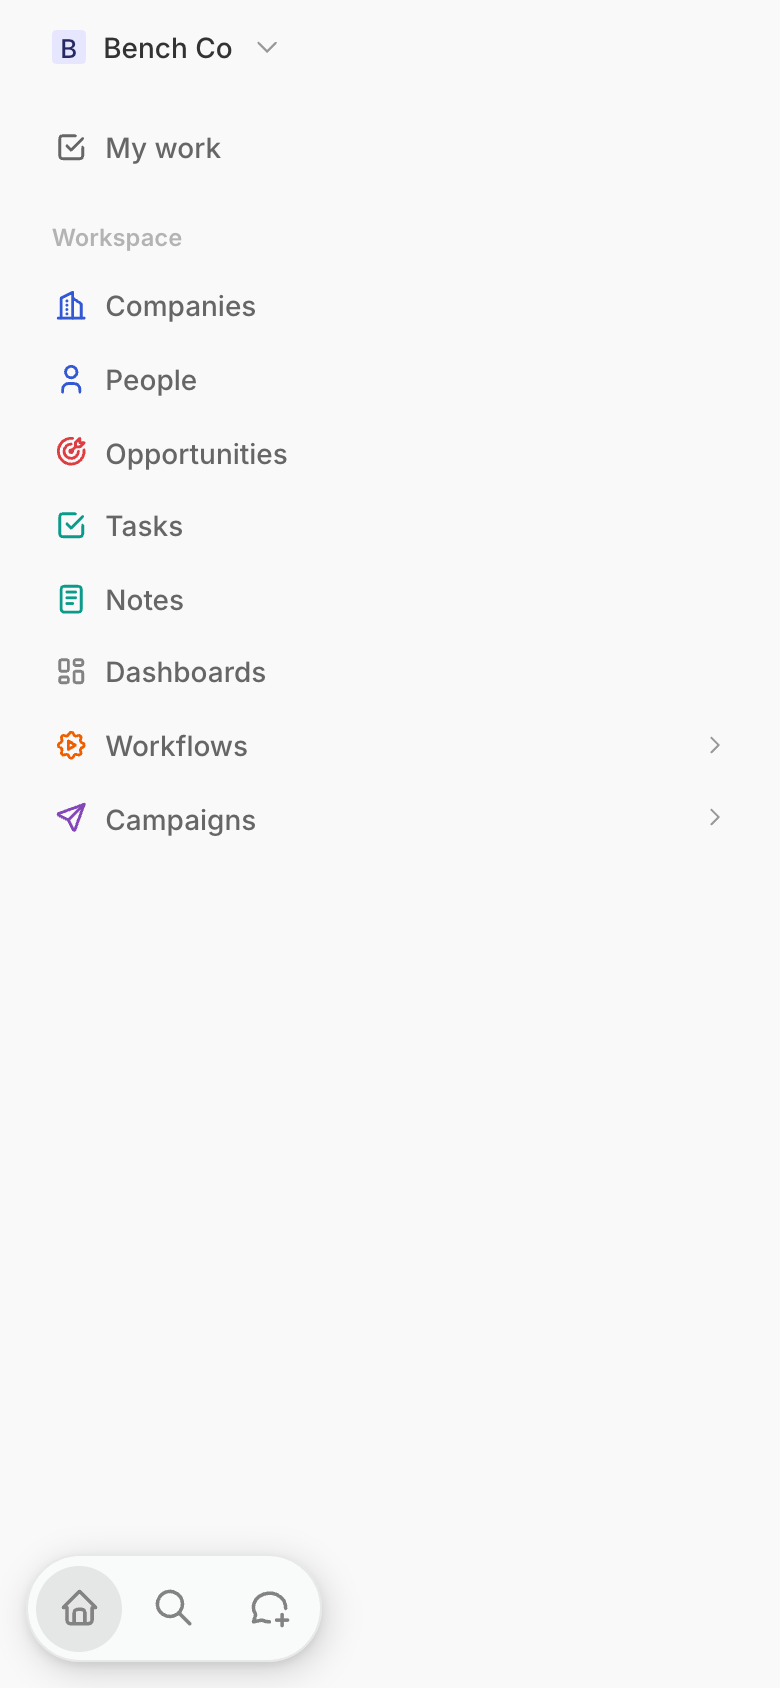 B Bench Co
My work
Workspace
Companies
People
Opportunities
Tasks
Notes
Dashboards
Workflows
Campaigns